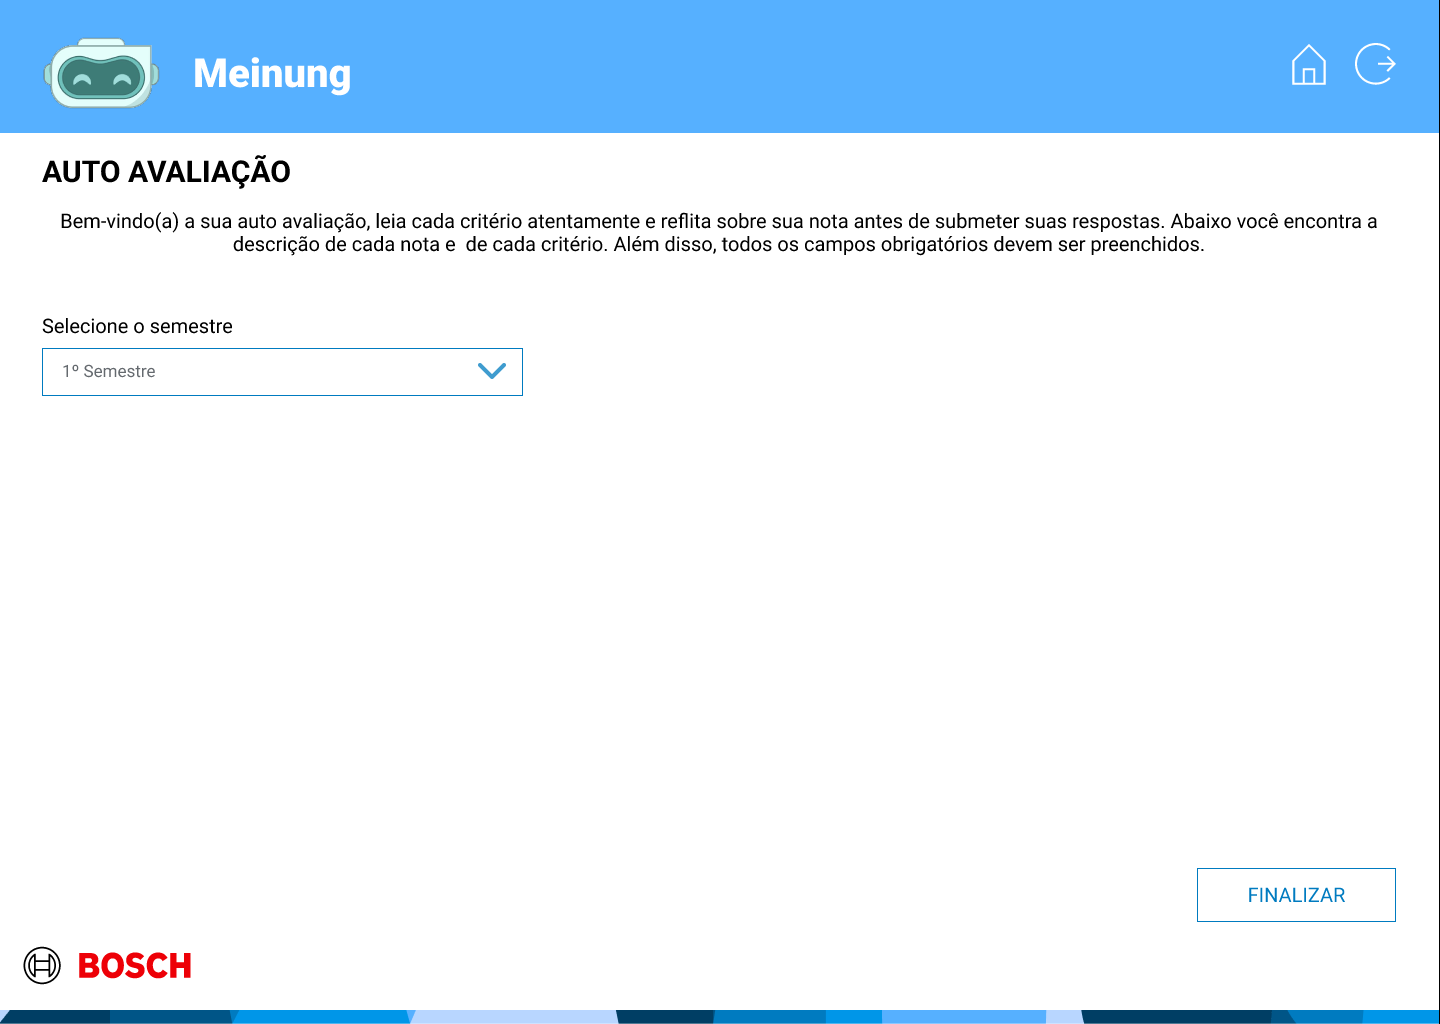 Meinung
AUTO AVALIAÇÃO
Bem-vindo(a) a sua auto avaliação, leia cada critério atentamente e reflita sobre sua nota antes de submeter suas respostas. Abaixo você encontra a
descrição de cada nota e  de cada critério. Além disso, todos os campos obrigatórios devem ser preenchidos.
Selecione o semestre
1º Semestre
FINALIZAR
BOSCH